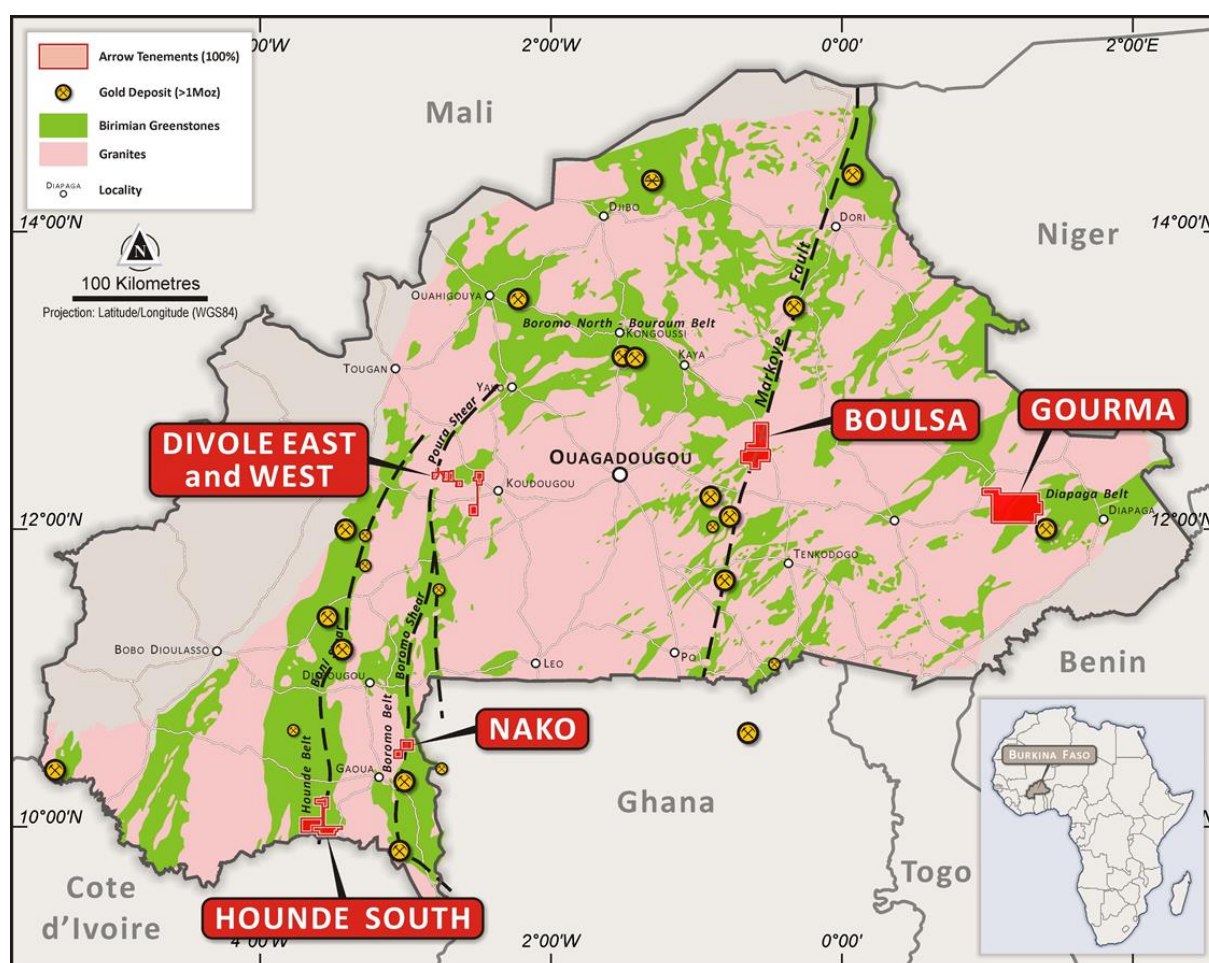 Arrow Tenements (100%)
Gold Deposit (>1Moz)
Birimian Greenstones
Granites
DIAPAGA
Locality
00'W
2°00'W
0°00'
2°00'E
Mali
Niger
14°00'N
14°00'N
N
100 Kilometres
Projection: Latitude/Longitude (WGS84)
DJIBO
DORI
OUAHIGOUYA
Boromo North - Bouroum Belt
KONGOUSSI
KAYA
Markoye Fault
TOUGAN
YAKO
Poura Shear
DIVOLE EAST
and WEST
BOULSA
GOURMA
OUAGADOUGOU
KOUDOUGOU
Diapaga Belt
DIAPAGA
12°00'N
12°00'N
TENKODOGO
BOBO DIOULASSO
LEO
PO
Boromo Shear
Benin
NAKO
Boromo Belt
Hounde Belt
GAOUA
BURKINA FASO
10°00'N
Ghana
Togo
Cote
d'Ivoire
HOUNDE SOUTH
4°00'W
2°00'W
0°00'